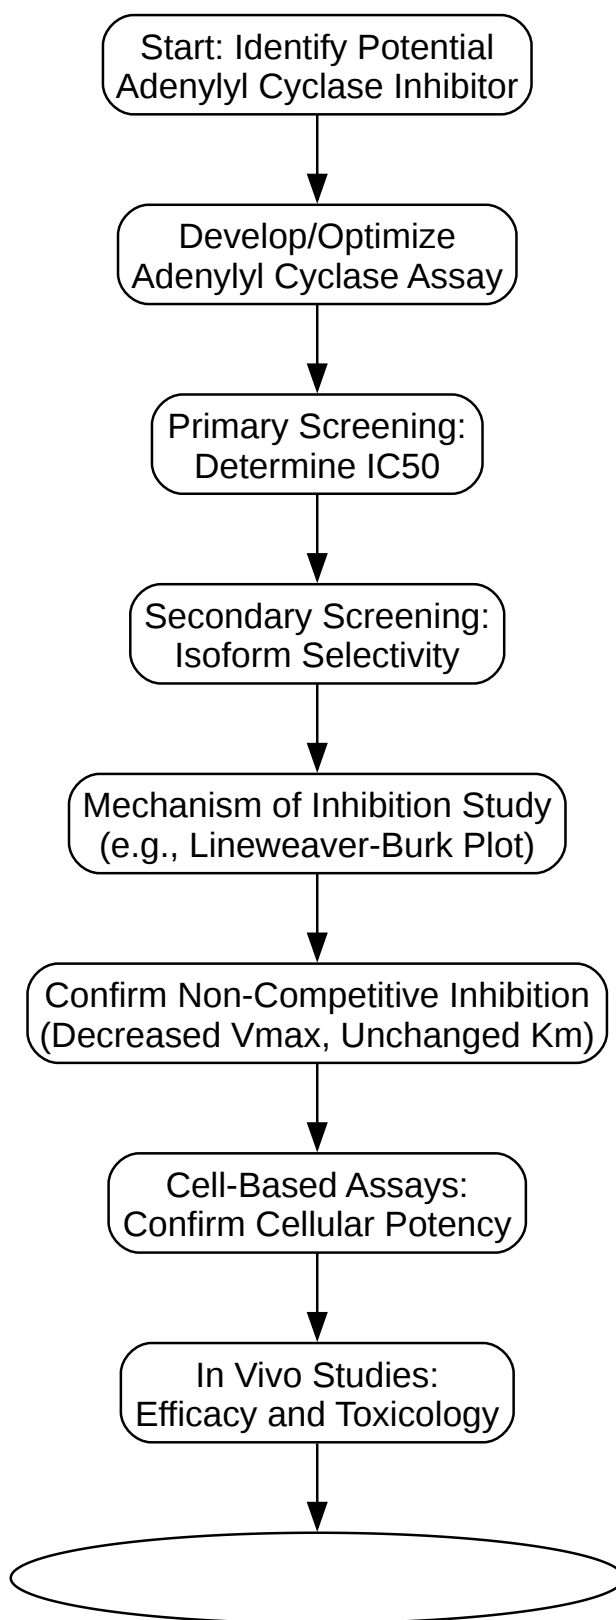 Start: Identify Potential
Adenylyl Cyclase Inhibitor
Develop/Optimize
Adenylyl Cyclase Assay
Primary Screening:
Determine IC50
Secondary Screening:
Isoform Selectivity
Mechanism of Inhibition Study
(e.g., Lineweaver-Burk Plot)
Confirm Non-Competitive Inhibition
(Decreased Vmax, Unchanged Km)
Cell-Based Assays:
Confirm Cellular Potency
In Vivo Studies:
Efficacy and Toxicology